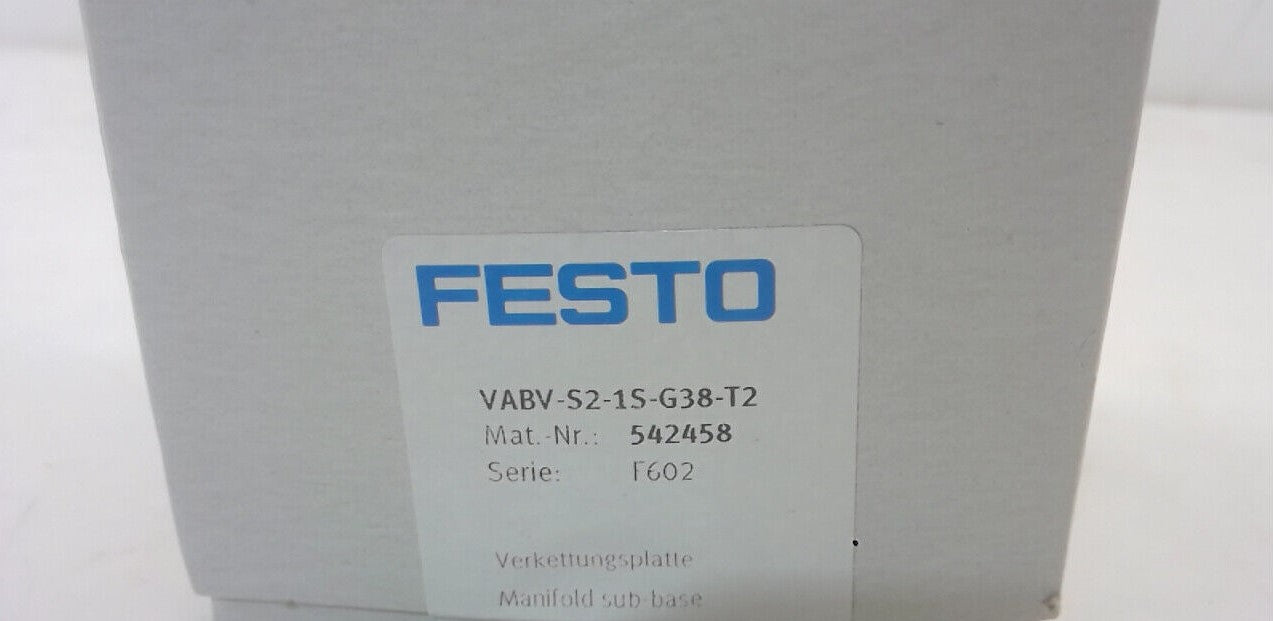 FESTO
VABV-S2-1S-G38-T2
Mat.-Nr.: 542458
Serie: F602
Verkettungsplatte
Manifold sub-base